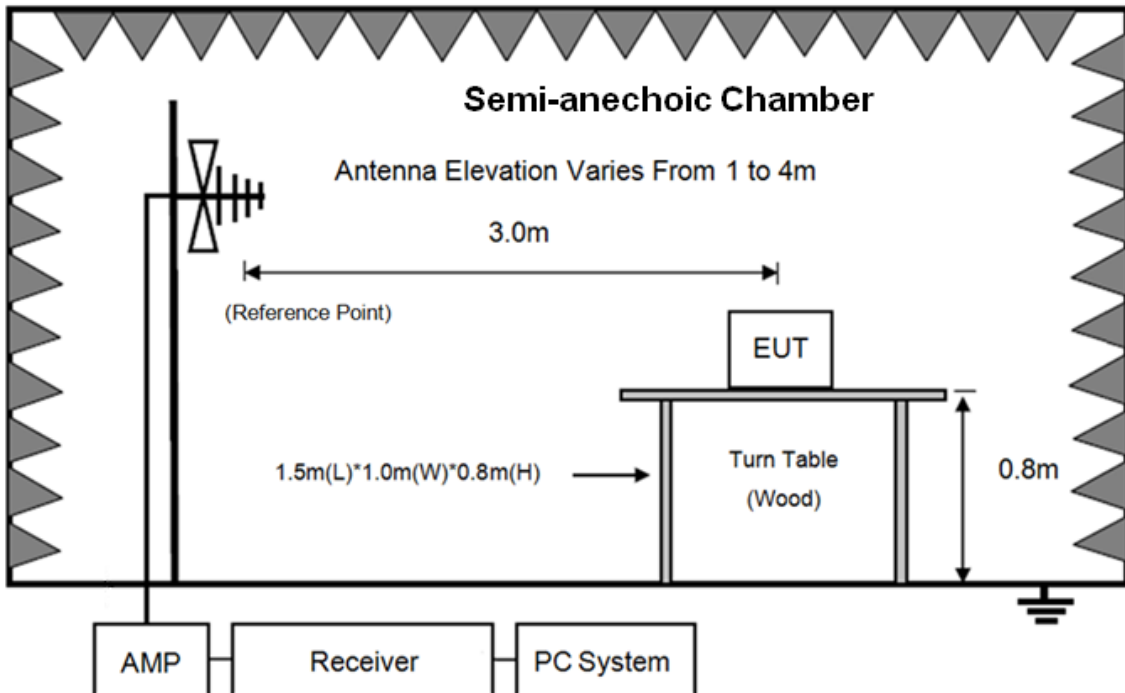 Semi-anechoic Chamber
Antenna Elevation Varies From 1 to 4m
3.0m
(Reference Point)
EUT
1.5m(L)*1.0m(W)*0.8m(H)
Turn Table
(Wood)
0.8m
AMP
Receiver
PC System